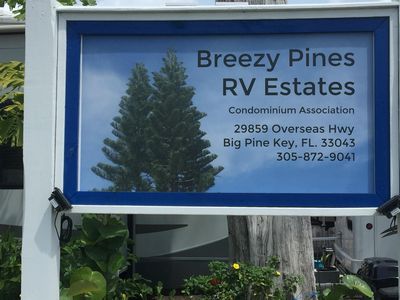 Breezy Pines
RV Estates
Condominium Association
29859 Overseas Hwy
Big Pine Key, FL. 33043
305-872-9041